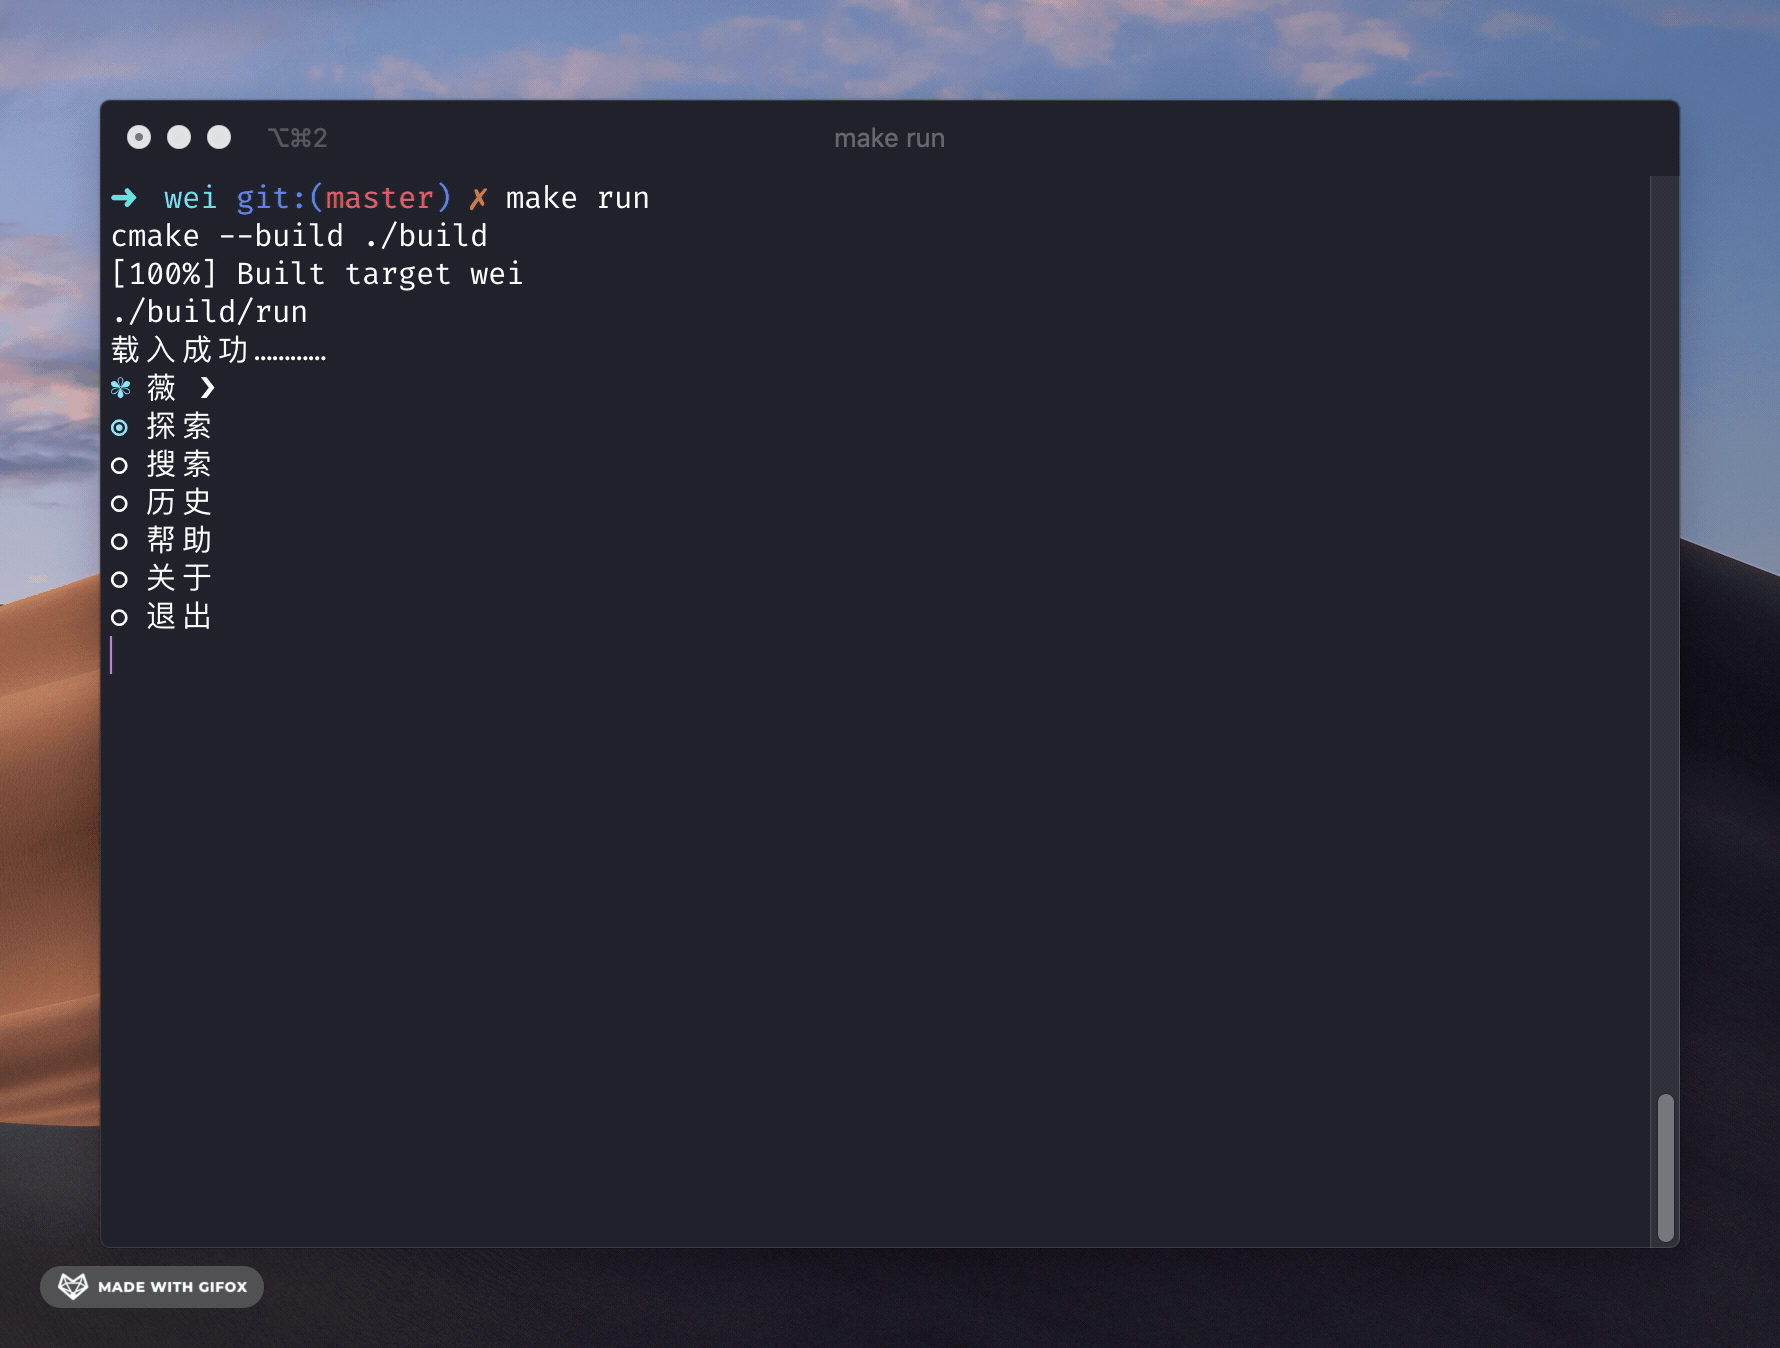 ⌥⌘2 make run
➜ wei git:(master) ✗ make run
cmake --build ./build
[100%] Built target wei
./build/run
载入成功…………
✽ 薇 ❯
⊙ 探索
○ 搜索
○ 历史
○ 帮助
○ 关于
○ 退出
MADE WITH GIFOX